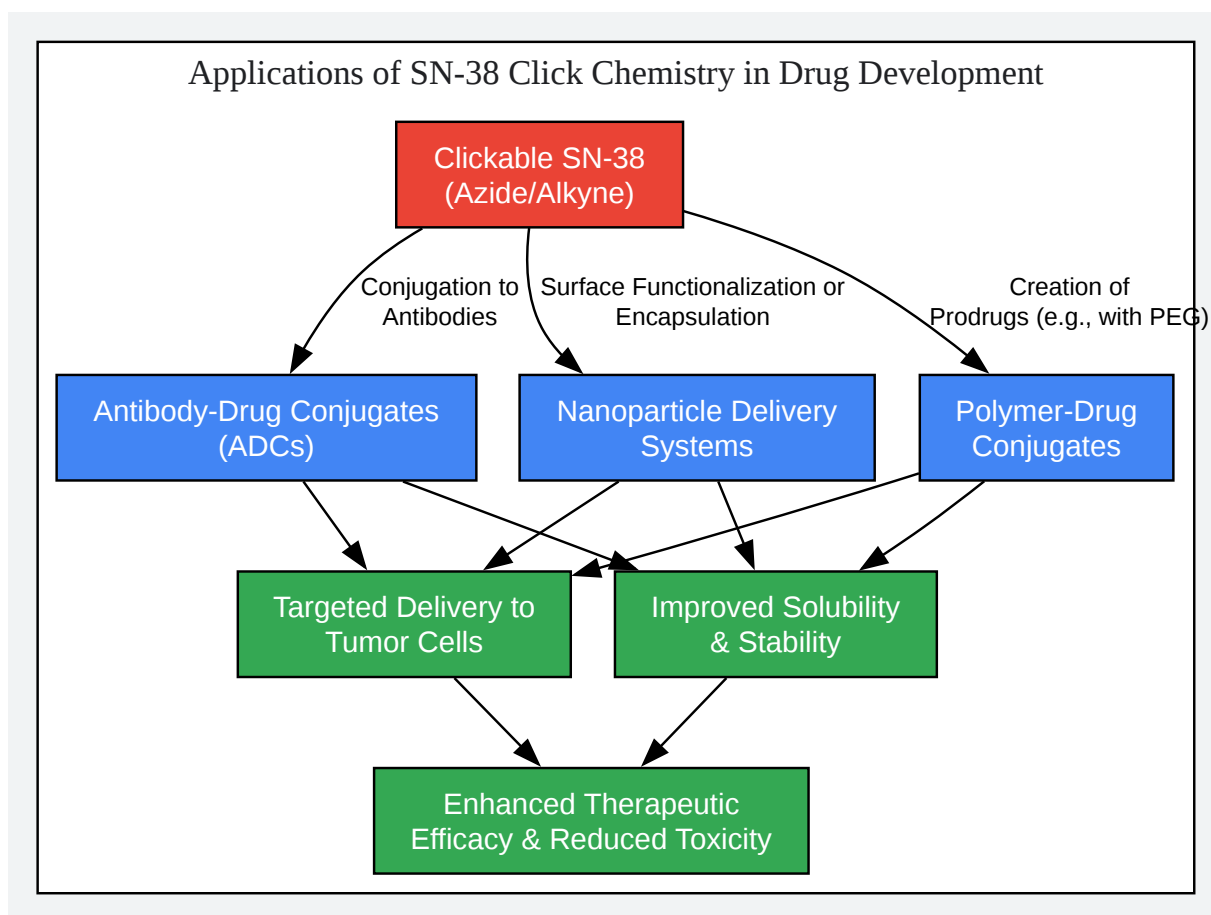 Applications of SN-38 Click Chemistry in Drug Development
Clickable SN-38
(Azide/Alkyne)
Conjugation to
Antibodies
Surface Functionalization or
Encapsulation
Creation of
Prodrugs (e.g., with PEG)
Antibody-Drug Conjugates
(ADCs)
Nanoparticle Delivery
Systems
Polymer-Drug
Conjugates
Targeted Delivery to
Tumor Cells
Improved Solubility
& Stability
Enhanced Therapeutic
Efficacy & Reduced Toxicity